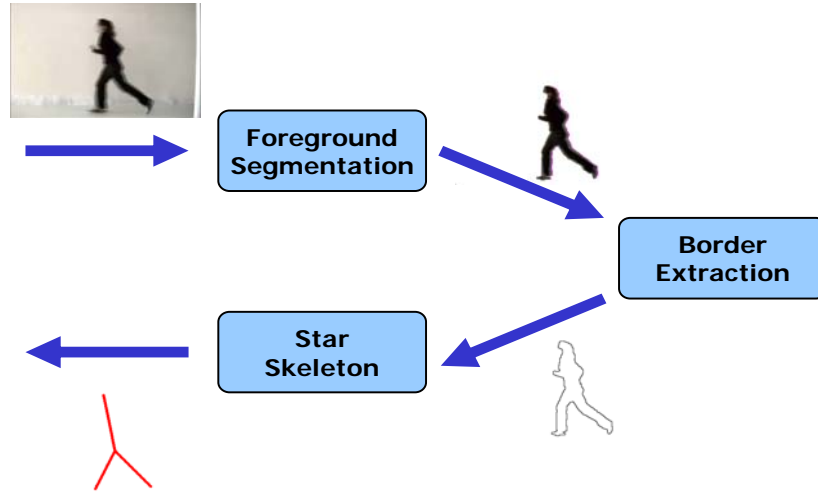 Foreground
Segmentation
Border
Extraction
Star
Skeleton